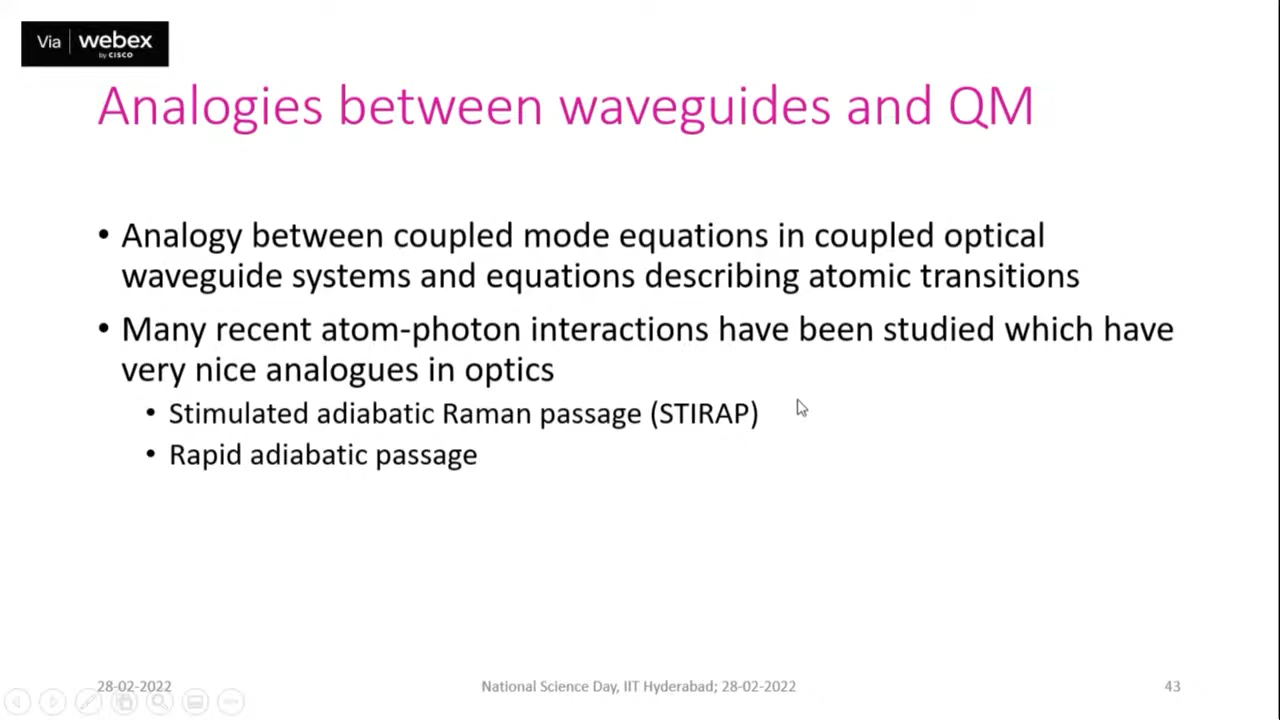 Via webex
by CISCO
Analogies between waveguides and QM
• Analogy between coupled mode equations in coupled optical
waveguide systems and equations describing atomic transitions
• Many recent atom-photon interactions have been studied which have
very nice analogues in optics
• Stimulated adiabatic Raman passage (STIRAP)
• Rapid adiabatic passage
28-02-2022 National Science Day, IIT Hyderabad; 28-02-2022 43